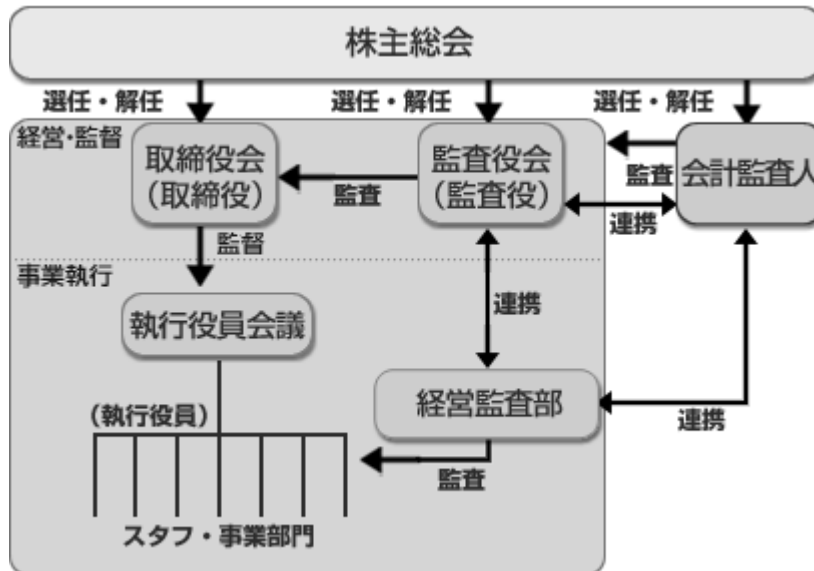 株主総会
選任・解任
選任・解任
選任・解任
経営・監督
取締役会
(取締役)
監査
監査役会
(監査役)
監査
会計監査人
連携
監督
事業執行
執行役員会議
連携
(執行役員)
経営監査部
連携
監査
スタフ・事業部門